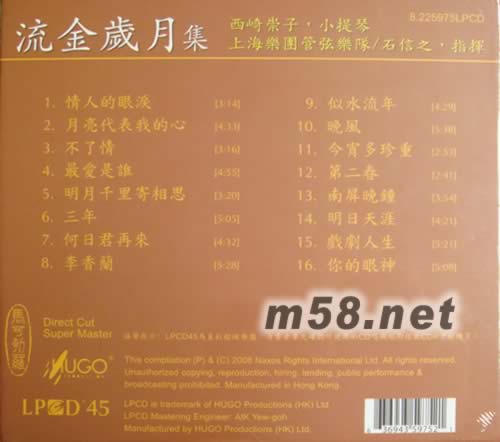 流金歲月集
西崎崇子，小提琴
上海樂團管弦樂隊/石信之，指揮
8.225975LPCD
1. 情人的眼淚 [3:14]
2. 月亮代表我的心 [4:33]
3. 不了情 [3:16]
4. 最愛是誰 [4:55]
5. 明月千里寄相思 [3:20]
6. 三年 [5:05]
7. 何日君再來 [4:32]
8. 李香蘭 [5:28]
9. 似水流年 [4:29]
10. 晚風 [5:38]
11. 今宵多珍重 [2:53]
12. 第二春 [2:41]
13. 南屏晚鐘 [3:54]
14. 明日天涯 [4:21]
15. 戲劇人生 [5:21]
16. 你的眼神 [5:08]
m58.net
馬可勃羅
Direct Cut
Super Master
HUGO
LPCD 45
This compilation (P) & (C) 2008 Naxos Rights International Ltd. All rights reserved.
Unauthorized copying, reproduction, hiring, lending, public performance &
broadcasting prohibited. Manufactured in Hong Kong.
LPCD is trademark of HUGO Productions (HK) Ltd
LPCD Mastering Engineer: AIK Yew-goh
Manufactured by HUGO Productions (HK) Ltd.